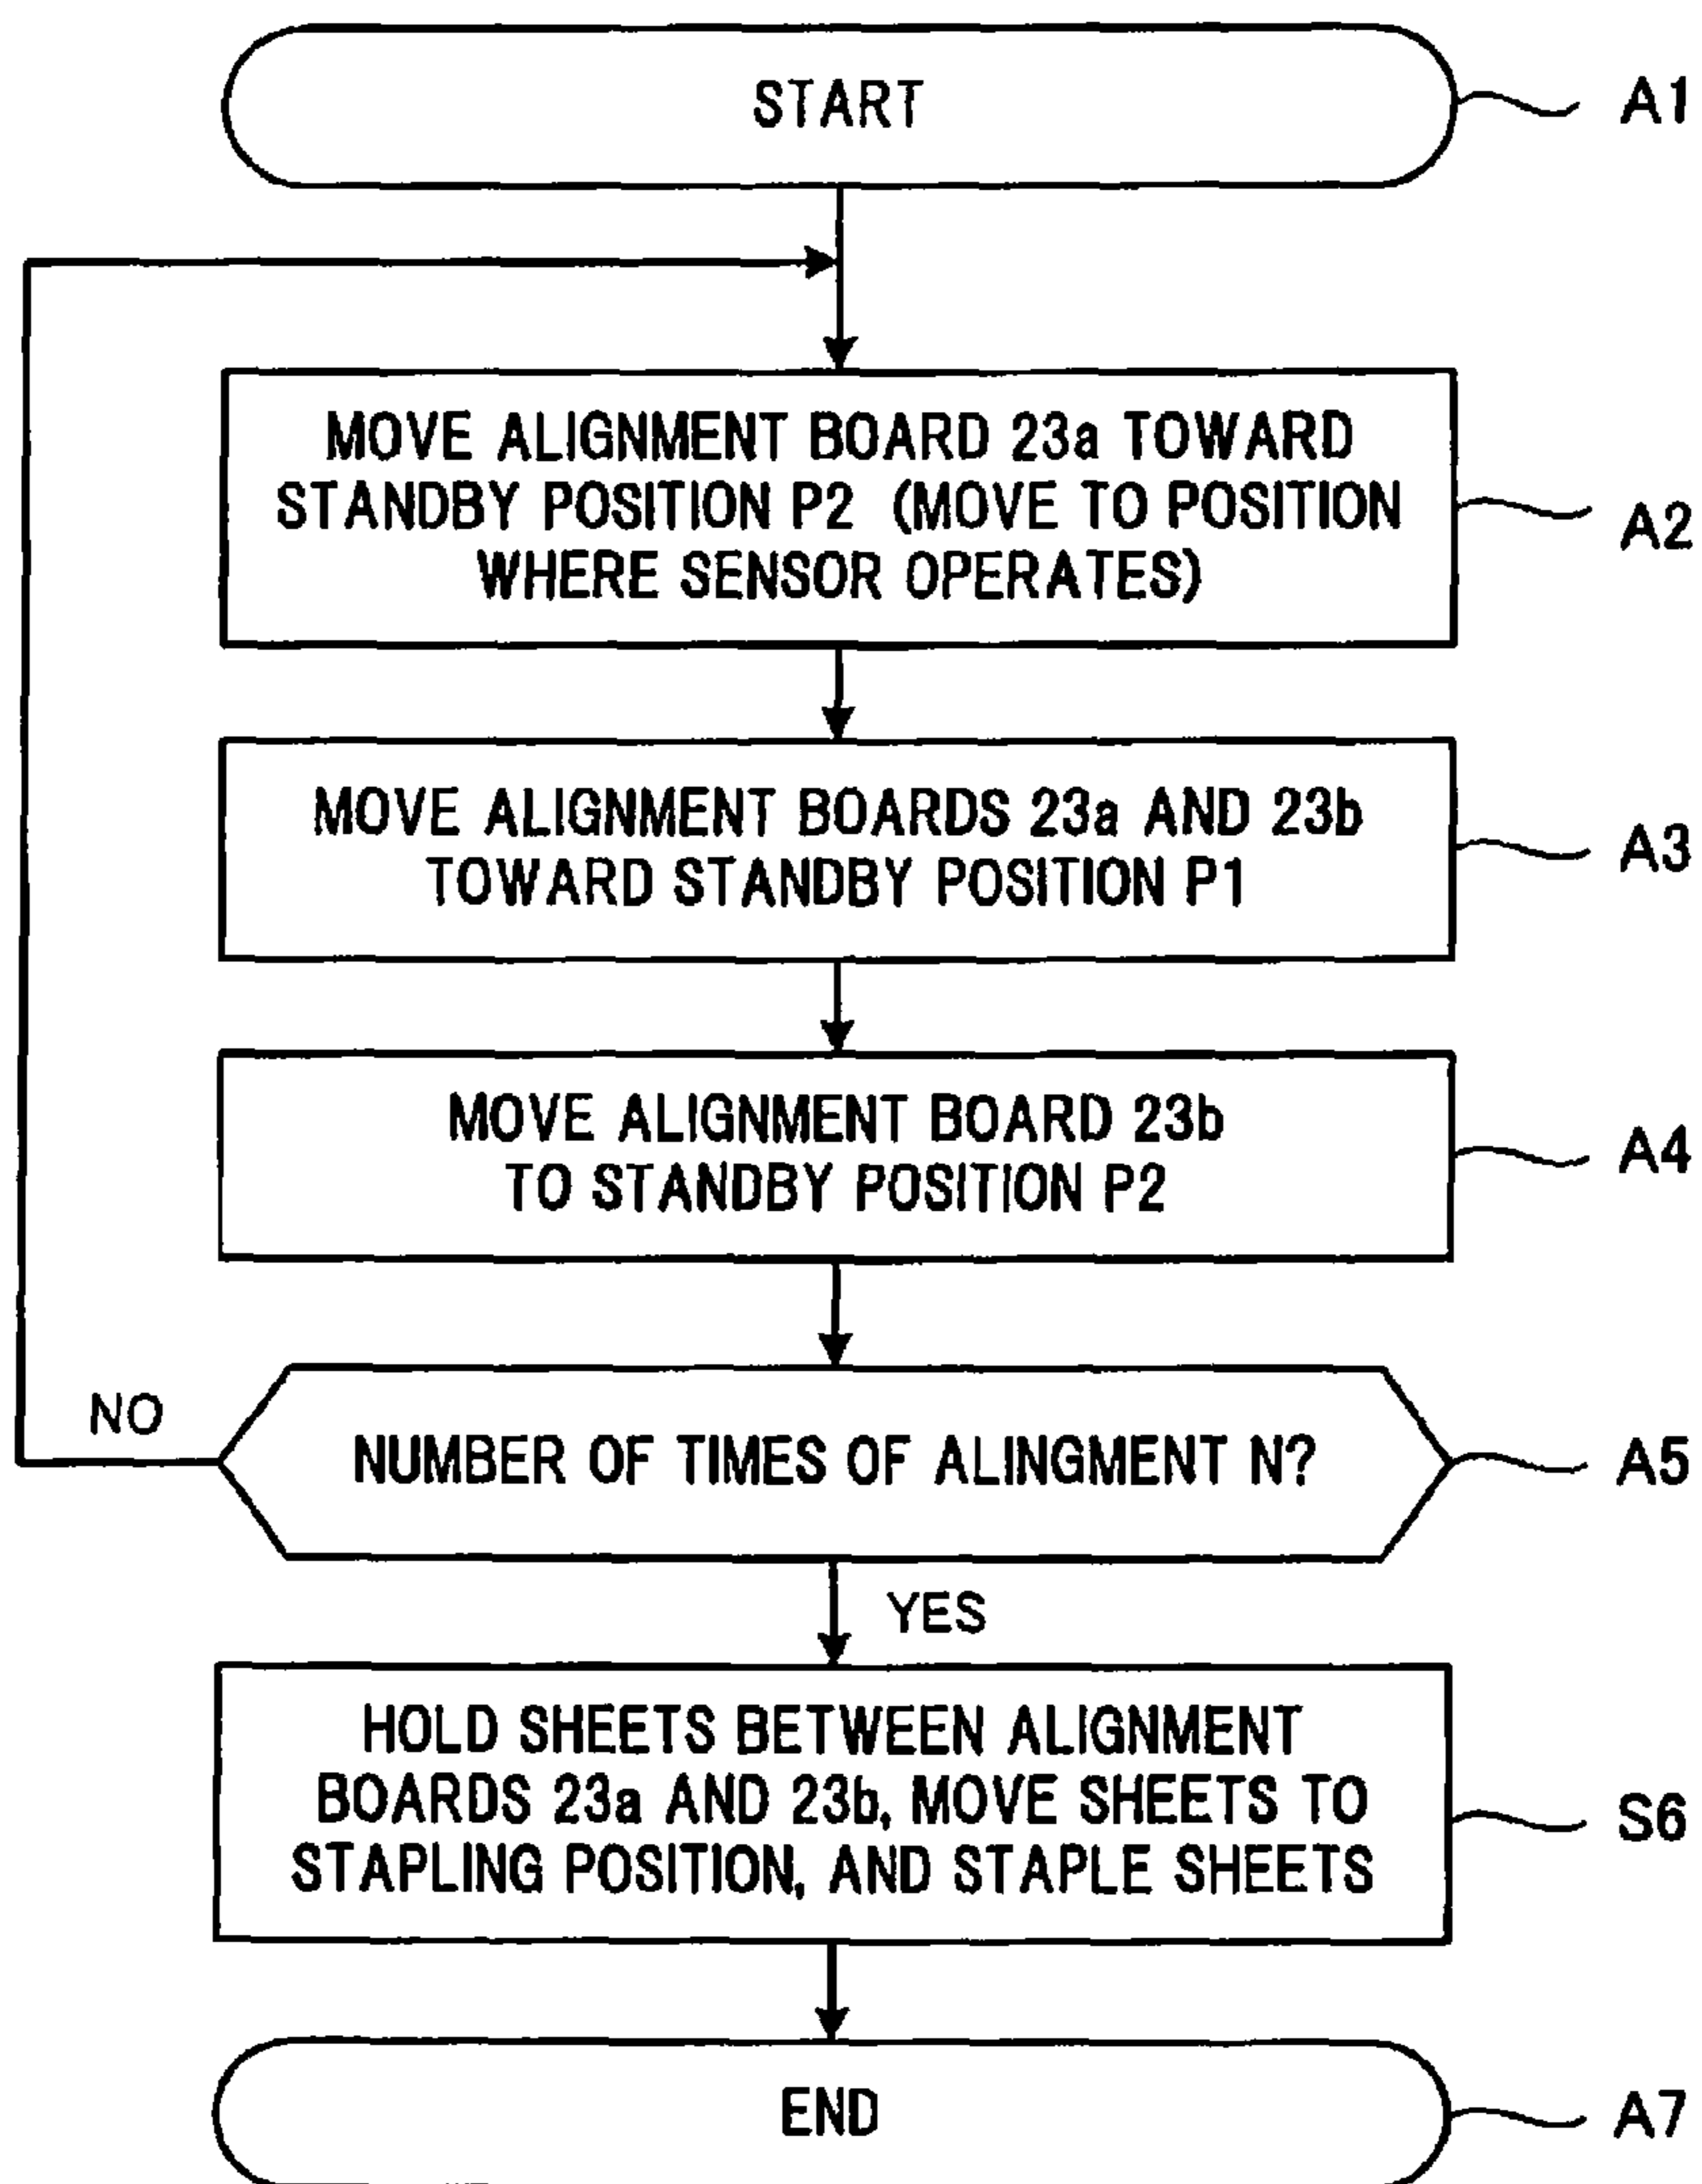 START
A1
MOVE ALIGNMENT BOARD 23a TOWARD
STANDBY POSITION P2 (MOVE TO POSITION
WHERE SENSOR OPERATES)
A2
MOVE ALIGNMENT BOARDS 23a AND 23b
TOWARD STANDBY POSITION P1
A3
MOVE ALIGNMENT BOARD 23b
TO STANDBY POSITION P2
A4
NO
NUMBER OF TIMES OF ALINGMENT N?
A5
YES
HOLD SHEETS BETWEEN ALIGNMENT
BOARDS 23a AND 23b, MOVE SHEETS TO
STAPLING POSITION, AND STAPLE SHEETS
S6
END
A7